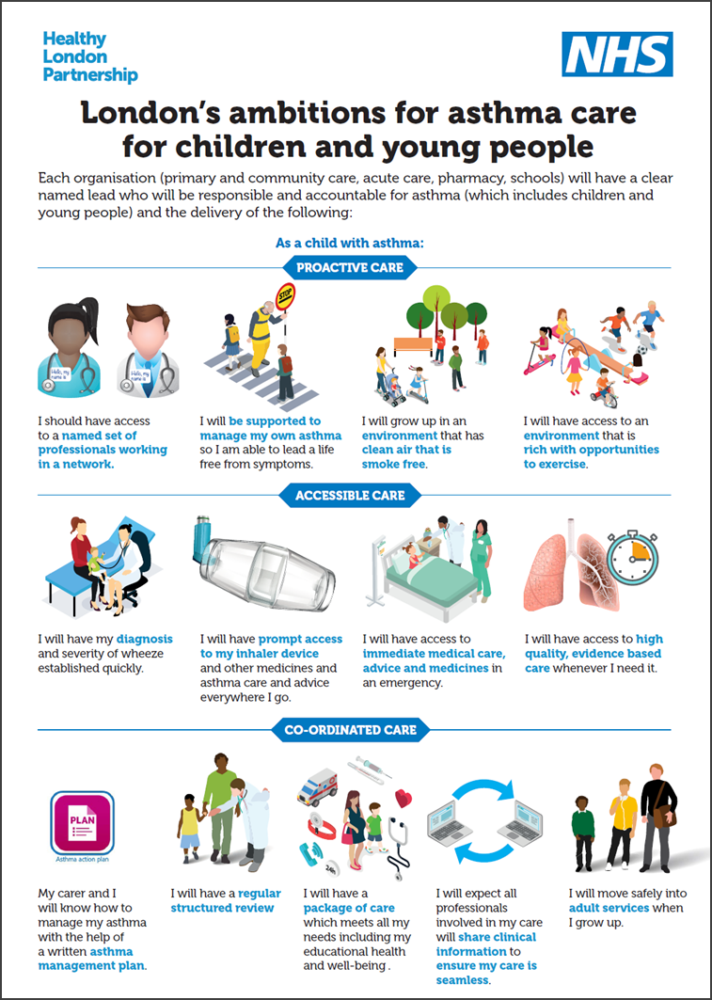 Healthy
London
Partnership
NHS
London's ambitions for asthma care
for children and young people
Each organisation (primary and community care, acute care, pharmacy, schools) will have a clear
named lead who will be responsible and accountable for asthma (which includes children and
young people) and the delivery of the following:
As a child with asthma:
PROACTIVE CARE
Hello, my
name is
Hello, my
name is
STOP
I should have access
to a named set of
professionals working
in a network.
I will be supported to
manage my own asthma
so I am able to lead a life
free from symptoms.
I will grow up in an
environment that has
clean air that is
smoke free.
I will have access to an
environment that is
rich with opportunities
to exercise.
ACCESSIBLE CARE
I will have my diagnosis
and severity of wheeze
established quickly.
I will have prompt access
to my inhaler device
and other medicines and
asthma care and advice
everywhere I go.
I will have access to
immediate medical care,
advice and medicines in
an emergency.
I will have access to high
quality, evidence based
care whenever I need it.
CO-ORDINATED CARE
PLAN
Asthma action plan
24h
My carer and I
will know how to
manage my asthma
with the help of
a written asthma
management plan.
I will have a regular
structured review
I will have a
package of care
which meets all my
needs including my
educational health
and well-being .
I will expect all
professionals
involved in my care
will share clinical
information to
ensure my care is
seamless.
I will move safely into
adult services when
I grow up.